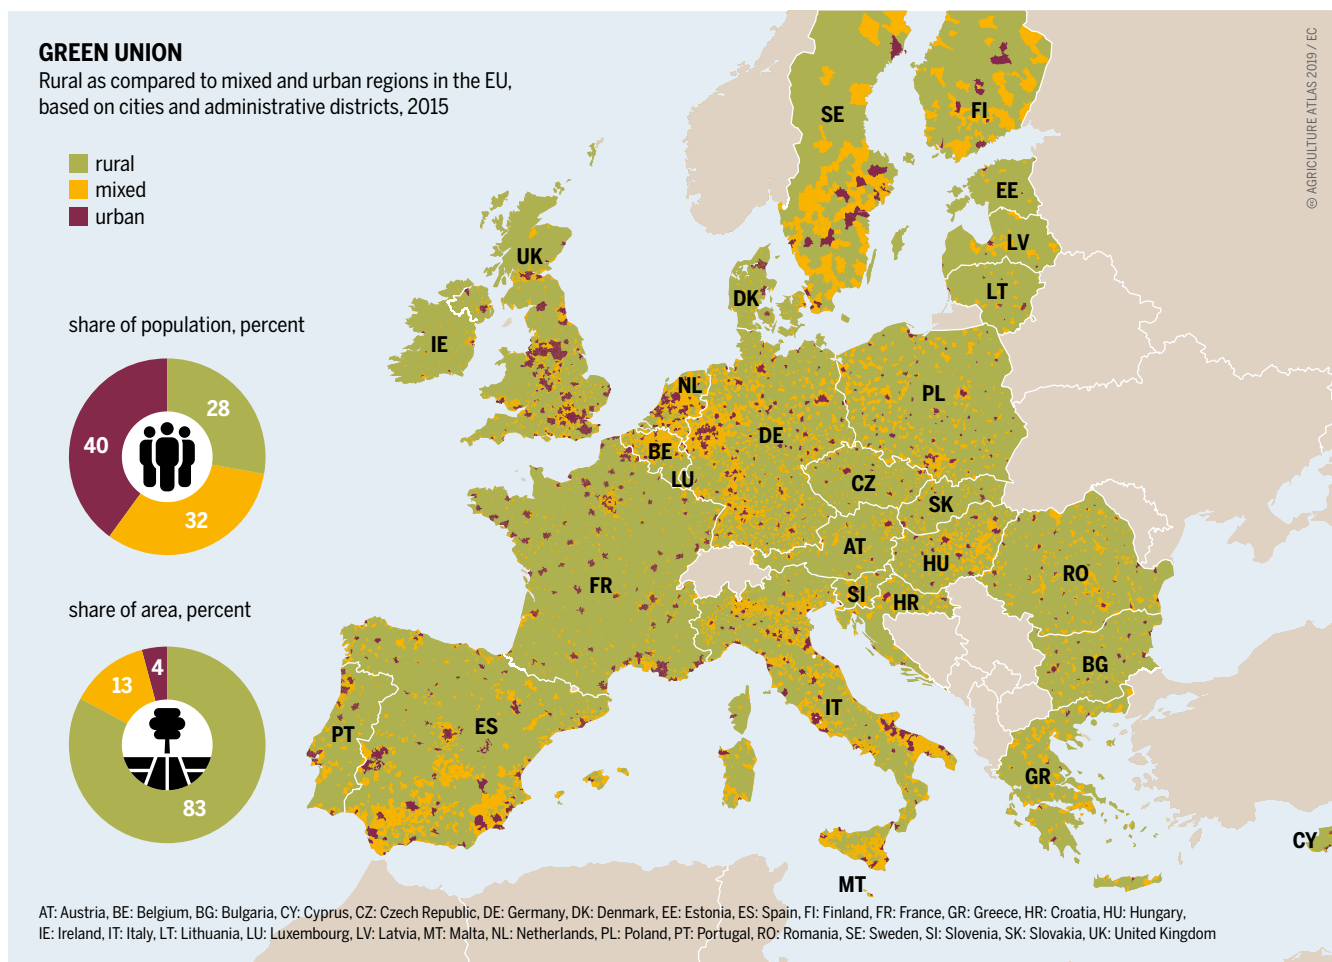 GREEN UNION
Rural as compared to mixed and urban regions in the EU,
based on cities and administrative districts, 2015
rural
mixed
urban
share of population, percent
28
40
32
share of area, percent
4
13
83
SE
FI
EE
LV
LT
UK
DK
IE
NL
PL
DE
BE
LU
CZ
SK
AT
HU
FR
SI
HR
RO
BG
IT
ES
PT
GR
CY
MT
© AGRICULTURE ATLAS 2019 / EC
AT: Austria, BE: Belgium, BG: Bulgaria, CY: Cyprus, CZ: Czech Republic, DE: Germany, DK: Denmark, EE: Estonia, ES: Spain, FI: Finland, FR: France, GR: Greece, HR: Croatia, HU: Hungary,
IE: Ireland, IT: Italy, LT: Lithuania, LU: Luxembourg, LV: Latvia, MT: Malta, NL: Netherlands, PL: Poland, PT: Portugal, RO: Romania, SE: Sweden, SI: Slovenia, SK: Slovakia, UK: United Kingdom